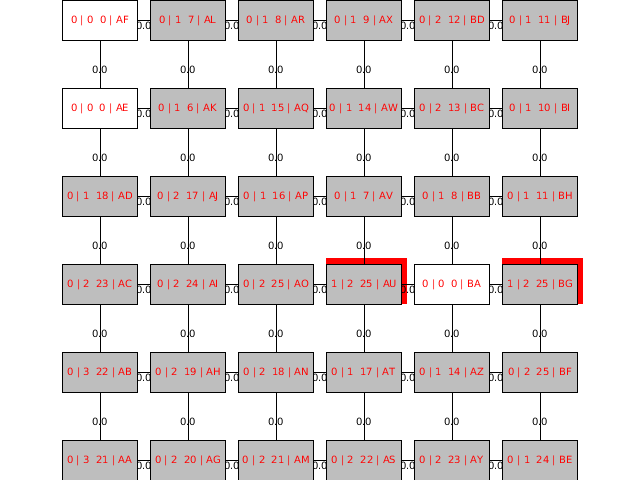 0 | 0 0 | AF 0.0 0 | 1 7 | AL 0.0 0 | 1 8 | AR 0.0 0 | 1 9 | AX 0.0 0 | 2 12 | BD 0.0 0 | 1 11 | BJ
0.0 0.0 0.0 0.0 0.0 0.0
0 | 0 0 | AE 0.0 0 | 1 6 | AK 0.0 0 | 1 15 | AQ 0.0 0 | 1 14 | AW 0.0 0 | 2 13 | BC 0.0 0 | 1 10 | BI
0.0 0.0 0.0 0.0 0.0 0.0
0 | 1 18 | AD 0.0 0 | 2 17 | AJ 0.0 0 | 1 16 | AP 0.0 0 | 1 7 | AV 0.0 0 | 1 8 | BB 0.0 0 | 1 11 | BH
0.0 0.0 0.0 0.0 0.0 0.0
0 | 2 23 | AC 0.0 0 | 2 24 | AI 0.0 0 | 2 25 | AO 0.0 1 | 2 25 | AU 0.0 0 | 0 0 | BA 0.0 1 | 2 25 | BG
0.0 0.0 0.0 0.0 0.0 0.0
0 | 3 22 | AB 0.0 0 | 2 19 | AH 0.0 0 | 2 18 | AN 0.0 0 | 1 17 | AT 0.0 0 | 1 14 | AZ 0.0 0 | 2 25 | BF
0.0 0.0 0.0 0.0 0.0 0.0
0 | 3 21 | AA 0.0 0 | 2 20 | AG 0.0 0 | 2 21 | AM 0.0 0 | 2 22 | AS 0.0 0 | 2 23 | AY 0.0 0 | 1 24 | BE